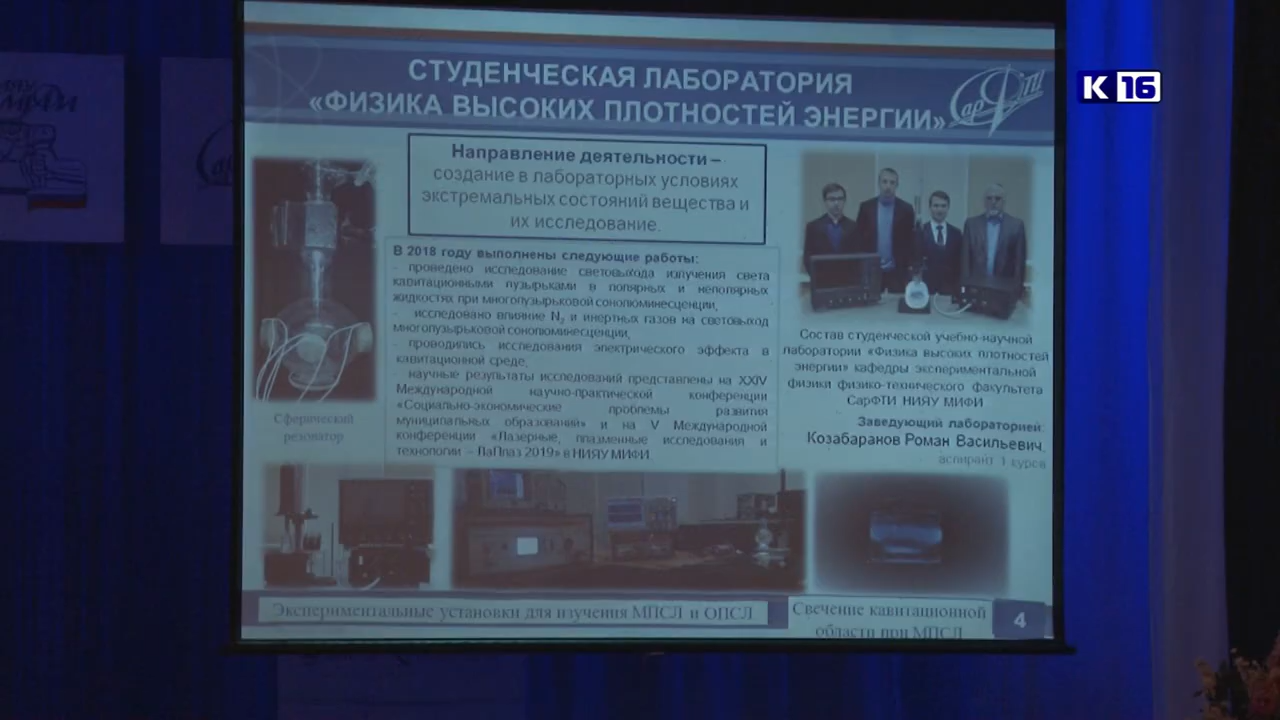 К 16
СТУДЕНЧЕСКАЯ ЛАБОРАТОРИЯ
«ФИЗИКА ВЫСОКИХ ПЛОТНОСТЕЙ ЭНЕРГИИ»
СарФТИ
Направление деятельности –
создание в лабораторных условиях
экстремальных состояний вещества и
их исследование.
В 2018 году выполнены следующие работы:
- проведено исследование световыхода излучения света
кавитационными пузырьками в полярных и неполярных
жидкостях при многопузырьковой сонолюминесценции;
- исследовано влияние N₂ и инертных газов на световыход
многопузырьковой сонолюминесценции;
- проводились исследования электрического эффекта в
кавитационной среде;
- научные результаты исследований представлены на XXIV
Международной научно-практической конференции
«Социально-экономические проблемы развития
муниципальных образований» и на V Международной
конференции «Лазерные, плазменные исследования и
технологии – ЛаПлаз 2019» в НИЯУ МИФИ
Сферический
резонатор
Состав студенческой учебно-научной
лаборатории «Физика высоких плотностей
энергии» кафедры экспериментальной
физики физико-технического факультета
СарФТИ НИЯУ МИФИ
Заведующий лабораторией:
Козабаранов Роман Васильевич,
аспирант 1 курса
Экспериментальные установки для изучения МПСЛ и ОПСЛ
Свечение кавитационной
области при МПСЛ
4